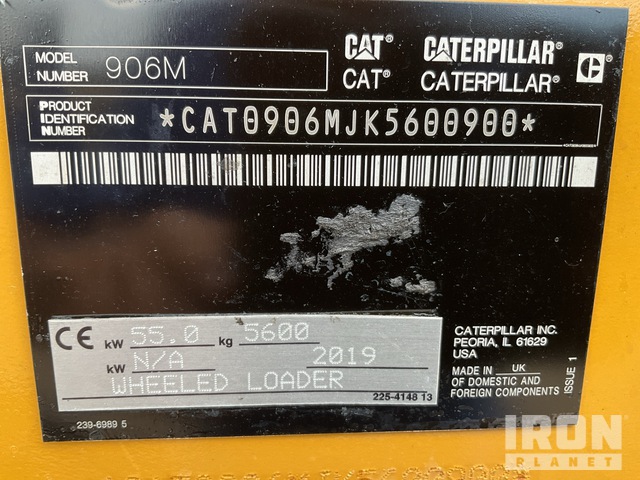 MODEL NUMBER 906M
CAT® CATERPILLAR®
CAT® CATERPILLAR®
PRODUCT IDENTIFICATION NUMBER *CAT0906MJK5600900*
CE kW 55.0 kg 5600
kW N/A 2019
WHEELED LOADER
225-4148 13
239-6989 5
CATERPILLAR INC.
PEORIA, IL 61629
USA
MADE IN UK
OF DOMESTIC AND
FOREIGN COMPONENTS
ISSUE 1
IRON
PLANET